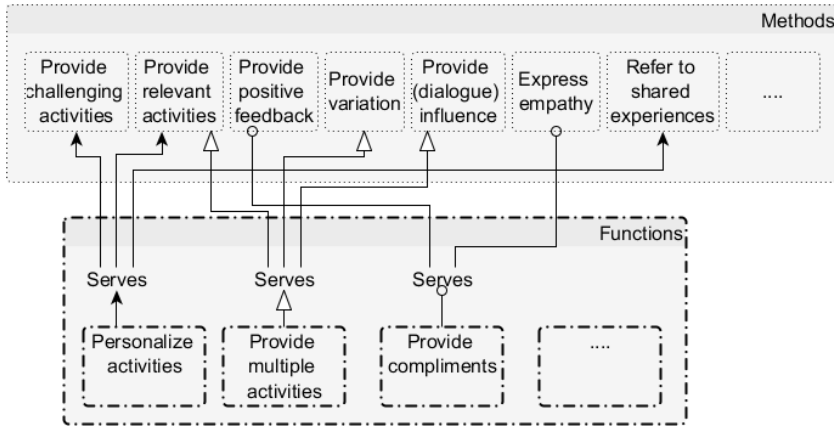 Methods
Provide
challenging
activities
Provide
relevant
activities
Provide
positive
feedback
Provide
variation
Provide
(dialogue)
influence
Express
empathy
Refer to
shared
experiences
....
Functions
Serves
Serves
Serves
Personalize
activities
Provide
multiple
activities
Provide
compliments
....